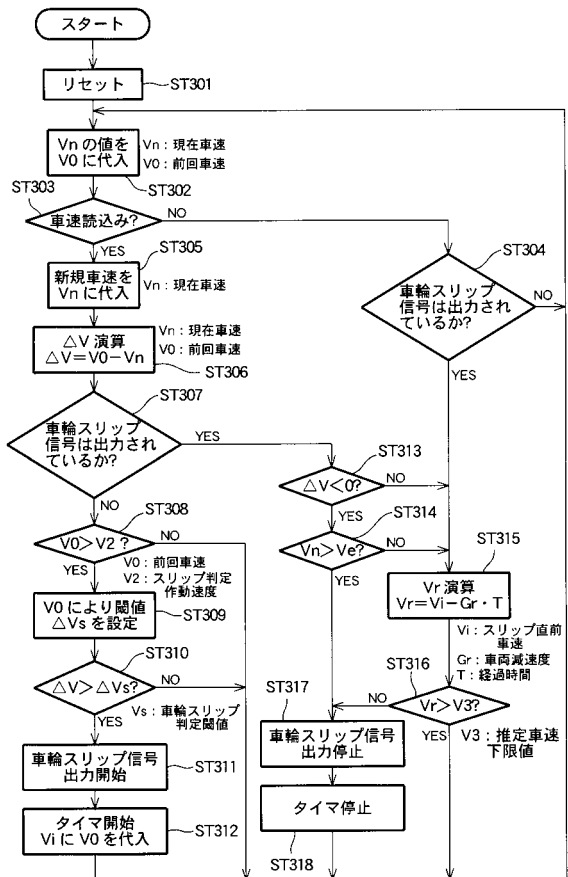 スタート
リセット
ST301
Vnの値を
V0に代入
Vn：現在車速
V0：前回車速
ST302
ST303
車速読込み?
NO
YES
ST304
車輪スリップ
信号は出力され
ているか?
NO
YES
ST305
新規車速を
Vnに代入
Vn：現在車速
△V 演算
△V＝V0−Vn
Vn：現在車速
V0：前回車速
ST306
ST307
車輪スリップ
信号は出力され
ているか?
YES
NO
ST313
△V＜0?
NO
YES
ST314
Vn＞Ve?
NO
YES
ST308
V0＞V2？
NO
YES
V0：前回車速
V2：スリップ判定
作動速度
ST309
V0により閾値
△Vsを設定
ST310
△V＞△Vs?
NO
YES
Vs：車輪スリップ
判定閾値
車輪スリップ信号
出力開始
ST311
タイマ開始
ViにV0を代入
ST312
ST315
Vr 演算
Vr＝Vi−Gr・T
Vi：スリップ直前
車速
Gr：車両減速度
T：経過時間
ST316
Vr＞V3?
NO
YES
V3：推定車速
下限値
ST317
車輪スリップ信号
出力停止
タイマ停止
ST318